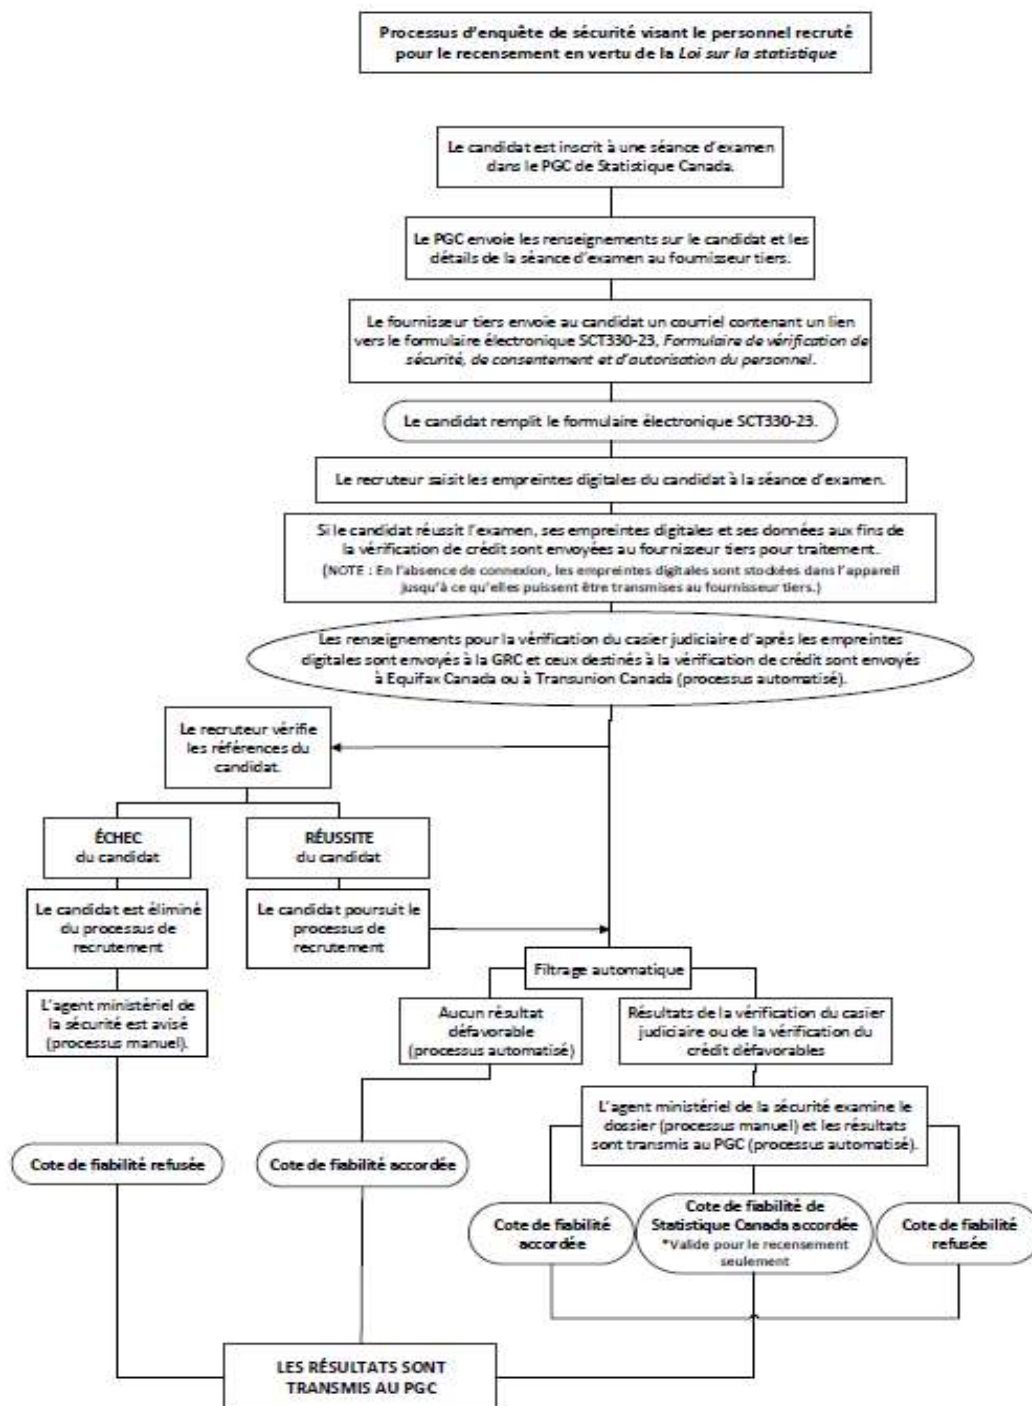 Processus d'enquête de sécurité visant le personnel recruté
pour le recensement en vertu de la Loi sur la statistique
Le candidat est inscrit à une séance d'examen
dans le PGC de Statistique Canada.
Le PGC envoie les renseignements sur le candidat et les
détails de la séance d'examen au fournisseur tiers.
Le fournisseur tiers envoie au candidat un courriel contenant un lien
vers le formulaire électronique SCT330-23, Formulaire de vérification de
sécurité, de consentement et d'autorisation du personnel.
Le candidat remplit le formulaire électronique SCT330-23.
Le recruteur saisit les empreintes digitales du candidat à la séance d'examen.
Si le candidat réussit l'examen, ses empreintes digitales et ses données aux fins de
la vérification de crédit sont envoyées au fournisseur tiers pour traitement.
(NOTE : En l'absence de connexion, les empreintes digitales sont stockées dans l'appareil
jusqu'à ce qu'elles puissent être transmises au fournisseur tiers.)
Les renseignements pour la vérification du casier judiciaire d'après les empreintes
digitales sont envoyés à la GRC et ceux destinés à la vérification de crédit sont envoyés
à Equifax Canada ou à Transunion Canada (processus automatisé).
Le recruteur vérifie
les références du
candidat.
ÉCHEC
du candidat
RÉUSSITE
du candidat
Le candidat est éliminé
du processus de
recrutement
Le candidat poursuit le
processus de
recrutement
Filtrage automatique
L'agent ministériel de
la sécurité est avisé
(processus manuel).
Aucun résultat
défavorable
(processus automatisé)
Résultats de la vérification du casier
judiciaire ou de la vérification du
crédit défavorables
L'agent ministériel de la sécurité examine le
dossier (processus manuel) et les résultats
sont transmis au PGC (processus automatisé).
Cote de fiabilité refusée
Cote de fiabilité accordée
Cote de fiabilité
accordée
Cote de fiabilité de
Statistique Canada accordée
*Valide pour le recensement
seulement
Cote de fiabilité
refusée
LES RÉSULTATS SONT
TRANSMIS AU PGC